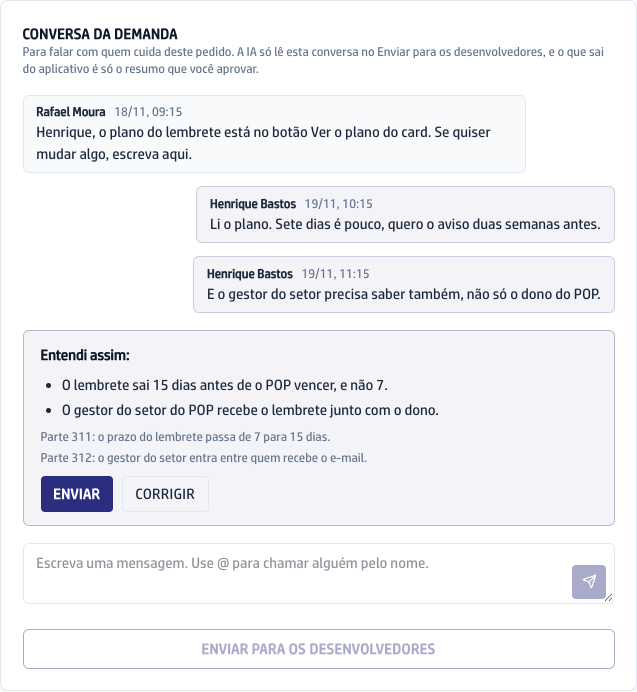 CONVERSA DA DEMANDA
Para falar com quem cuida deste pedido. A IA só lê esta conversa no Enviar para os desenvolvedores, e o que sai
do aplicativo é só o resumo que você aprovar.
Rafael Moura 18/11, 09:15
Henrique, o plano do lembrete está no botão Ver o plano do card. Se quiser
mudar algo, escreva aqui.
Henrique Bastos 19/11, 10:15
Li o plano. Sete dias é pouco, quero o aviso duas semanas antes.
Henrique Bastos 19/11, 11:15
E o gestor do setor precisa saber também, não só o dono do POP.
Entendi assim:
• O lembrete sai 15 dias antes de o POP vencer, e não 7.
• O gestor do setor do POP recebe o lembrete junto com o dono.
Parte 311: o prazo do lembrete passa de 7 para 15 dias.
Parte 312: o gestor do setor entra entre quem recebe o e-mail.
ENVIAR CORRIGIR
Escreva uma mensagem. Use @ para chamar alguém pelo nome.
ENVIAR PARA OS DESENVOLVEDORES